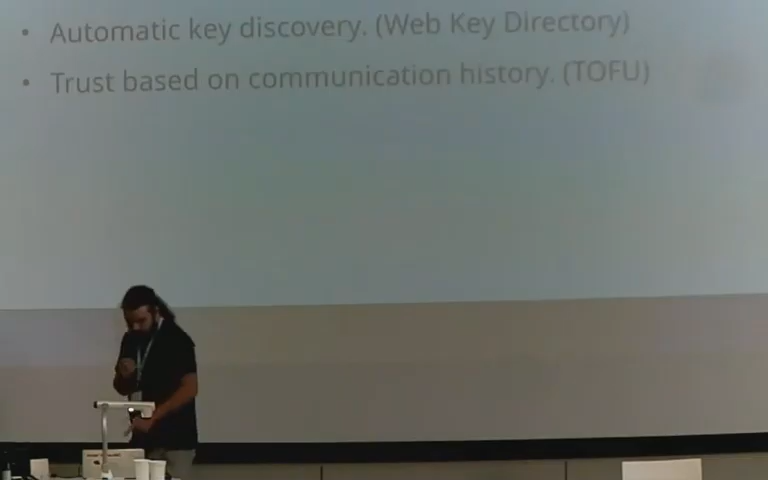 • Automatic key discovery. (Web Key Directory)
• Trust based on communication history. (TOFU)